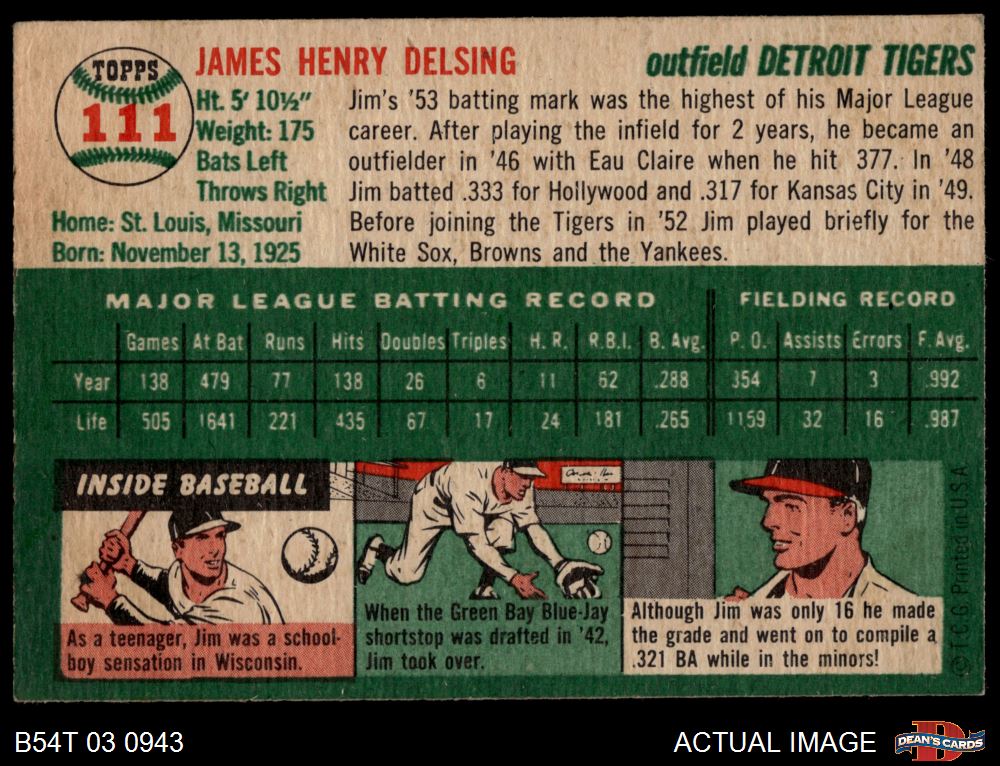 TOPPS
111
JAMES HENRY DELSING
outfield DETROIT TIGERS
Ht. 5' 10½"
Weight: 175
Bats Left
Throws Right
Home: St. Louis, Missouri
Born: November 13, 1925
Jim's '53 batting mark was the highest of his Major League
career. After playing the infield for 2 years, he became an
outfielder in '46 with Eau Claire when he hit 377. In '48
Jim batted .333 for Hollywood and .317 for Kansas City in '49.
Before joining the Tigers in '52 Jim played briefly for the
White Sox, Browns and the Yankees.
MAJOR LEAGUE BATTING RECORD FIELDING RECORD
Games At Bat Runs Hits Doubles Triples H. R. R.B.I. B. Avg. P. O. Assists Errors F. Avg.
Year 138 479 77 138 26 6 11 62 .288 354 7 3 .992
Life 505 1641 221 435 67 17 24 181 .265 1159 32 16 .987
INSIDE BASEBALL
As a teenager, Jim was a school-
boy sensation in Wisconsin.
When the Green Bay Blue-Jay
shortstop was drafted in '42,
Jim took over.
Although Jim was only 16 he made
the grade and went on to compile a
.321 BA while in the minors!
© T.C.G. Printed in U.S.A
B54T 03 0943
ACTUAL IMAGE
DEAN'S CARDS